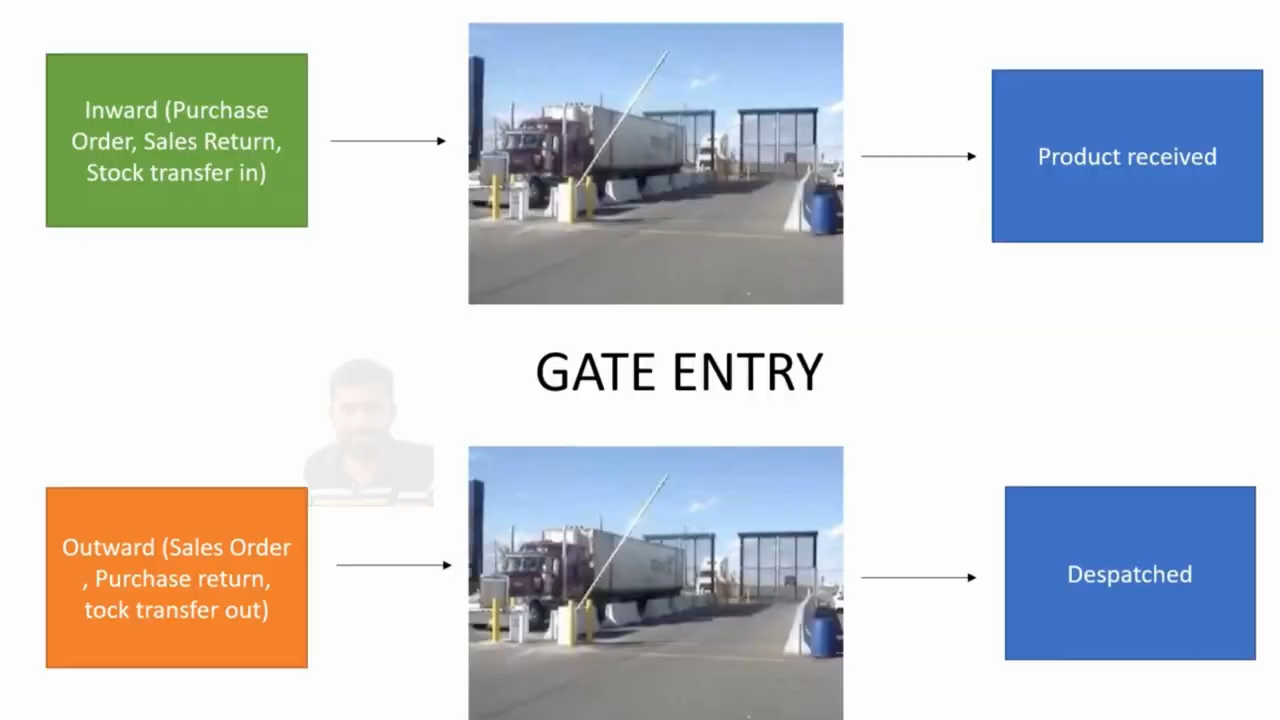 Inward (Purchase
Order, Sales Return,
Stock transfer in)
Product received
GATE ENTRY
Outward (Sales Order
, Purchase return,
tock transfer out)
Despatched